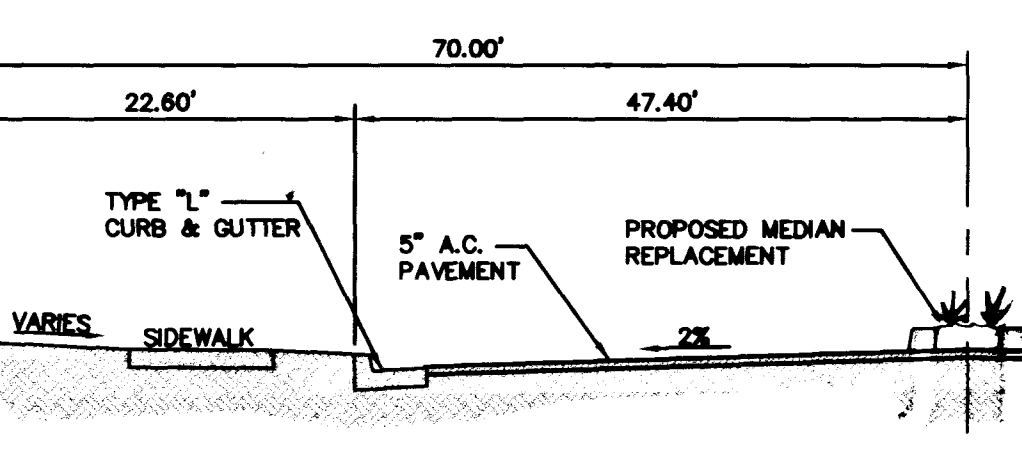 70.00'
22.60'
47.40'
TYPE "L"
CURB & GUTTER
5" A.C.
PAVEMENT
PROPOSED MEDIAN
REPLACEMENT
VARIES
SIDEWALK
2%